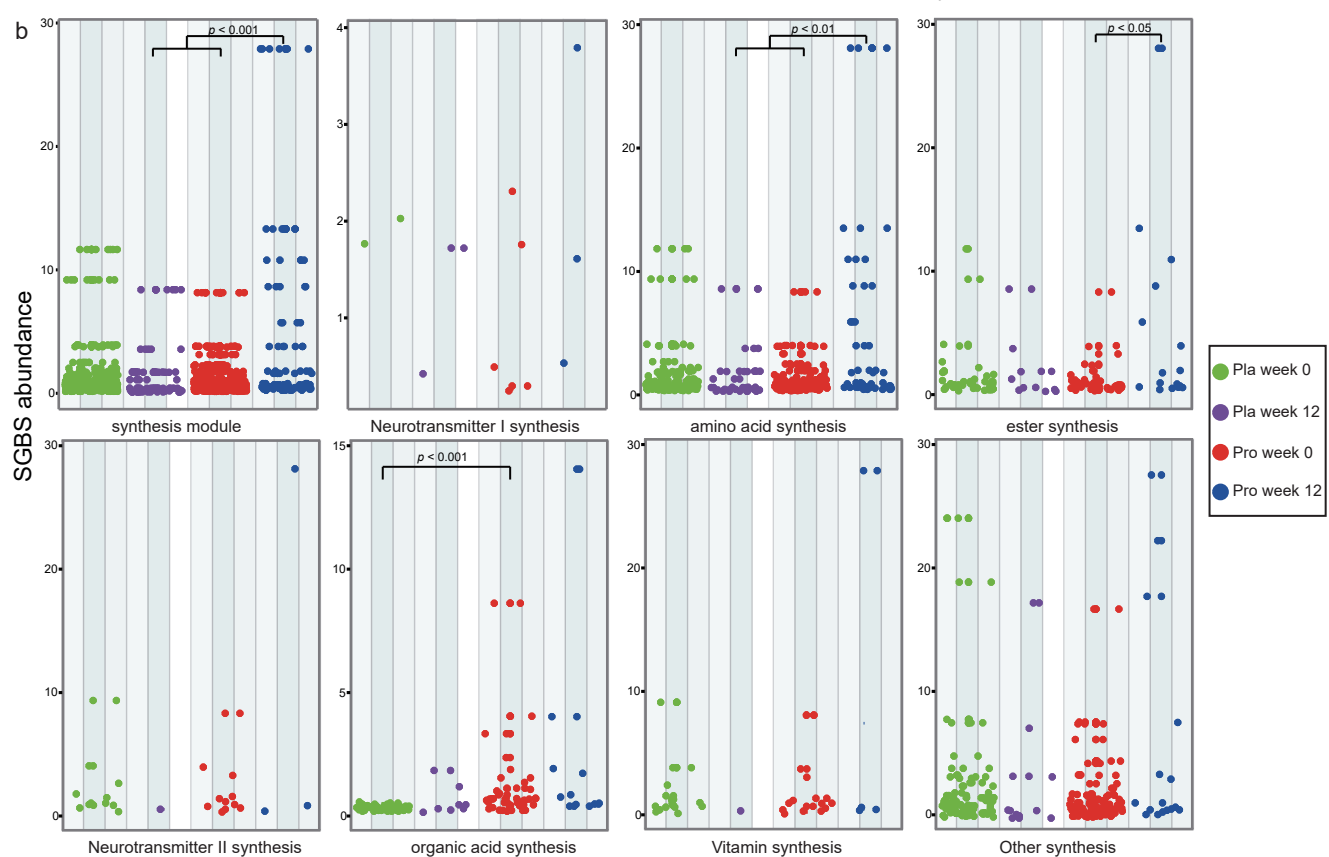 b
SGBS abundance
30
20
10
0
p < 0.001
synthesis module
4
3
2
1
Neurotransmitter I synthesis
30
20
10
0
p < 0.01
amino acid synthesis
30
20
10
0
p < 0.05
ester synthesis
30
20
10
0
Neurotransmitter II synthesis
15
10
5
0
p < 0.001
organic acid synthesis
30
20
10
0
Vitamin synthesis
30
20
10
0
Other synthesis
Pla week 0
Pla week 12
Pro week 0
Pro week 12